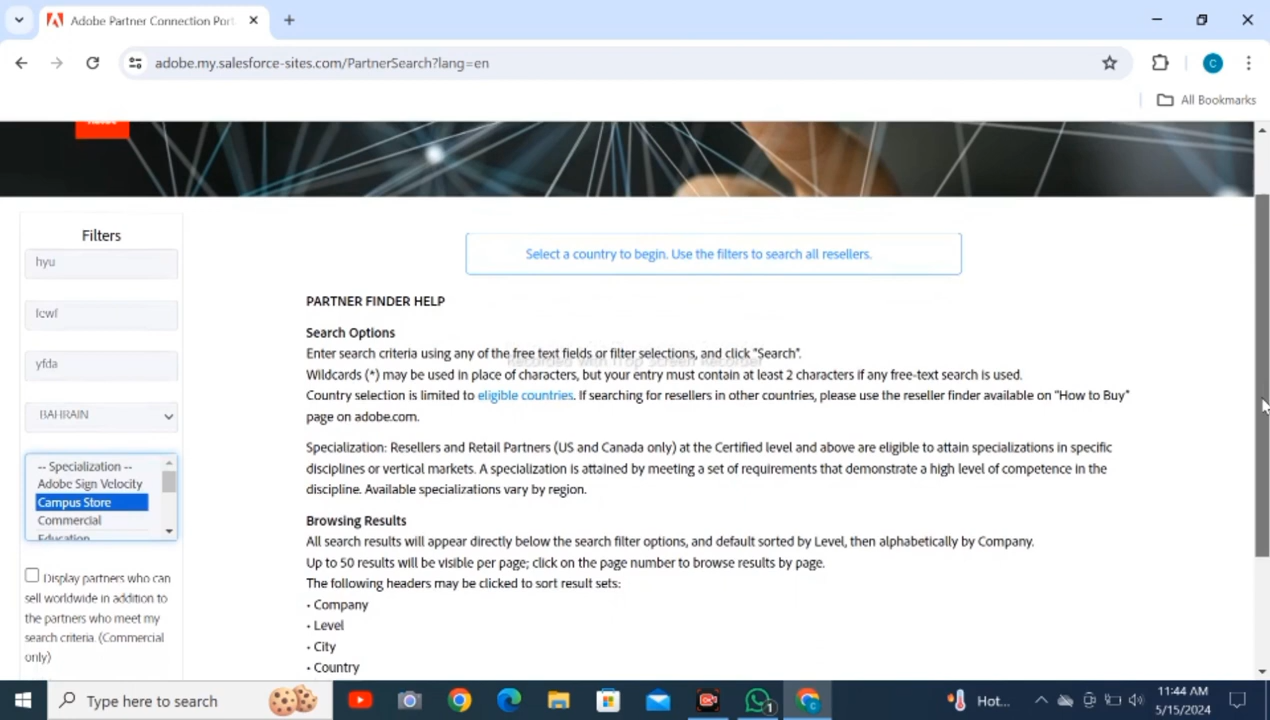 Adobe Partner Connection Port
adobe.my.salesforce-sites.com/PartnerSearch?lang=en
C
All Bookmarks
Filters
hyu
Select a country to begin. Use the filters to search all resellers.
PARTNER FINDER HELP
fcwf
Search Options
Enter search criteria using any of the free text fields or filter selections, and click "Search".
Recorded with iTop Screen Recorder
yfda
Wildcards (*) may be used in place of characters, but your entry must contain at least 2 characters if any free-text search is used.
Country selection is limited to eligible countries. If searching for resellers in other countries, please use the reseller finder available on "How to Buy"
page on adobe.com.
BAHRAIN
Specialization: Resellers and Retail Partners (US and Canada only) at the Certified level and above are eligible to attain specializations in specific
disciplines or vertical markets. A specialization is attained by meeting a set of requirements that demonstrate a high level of competence in the
discipline. Available specializations vary by region.
-- Specialization --
Adobe Sign Velocity
Campus Store
Commercial
Education
Browsing Results
All search results will appear directly below the search filter options, and default sorted by Level, then alphabetically by Company.
Up to 50 results will be visible per page; click on the page number to browse results by page.
The following headers may be clicked to sort result sets:
• Company
• Level
• City
• Country
Display partners who can
sell worldwide in addition to
the partners who meet my
search criteria. (Commercial
only)
Type here to search
1
C
Hot...
11:44 AM
5/15/2024